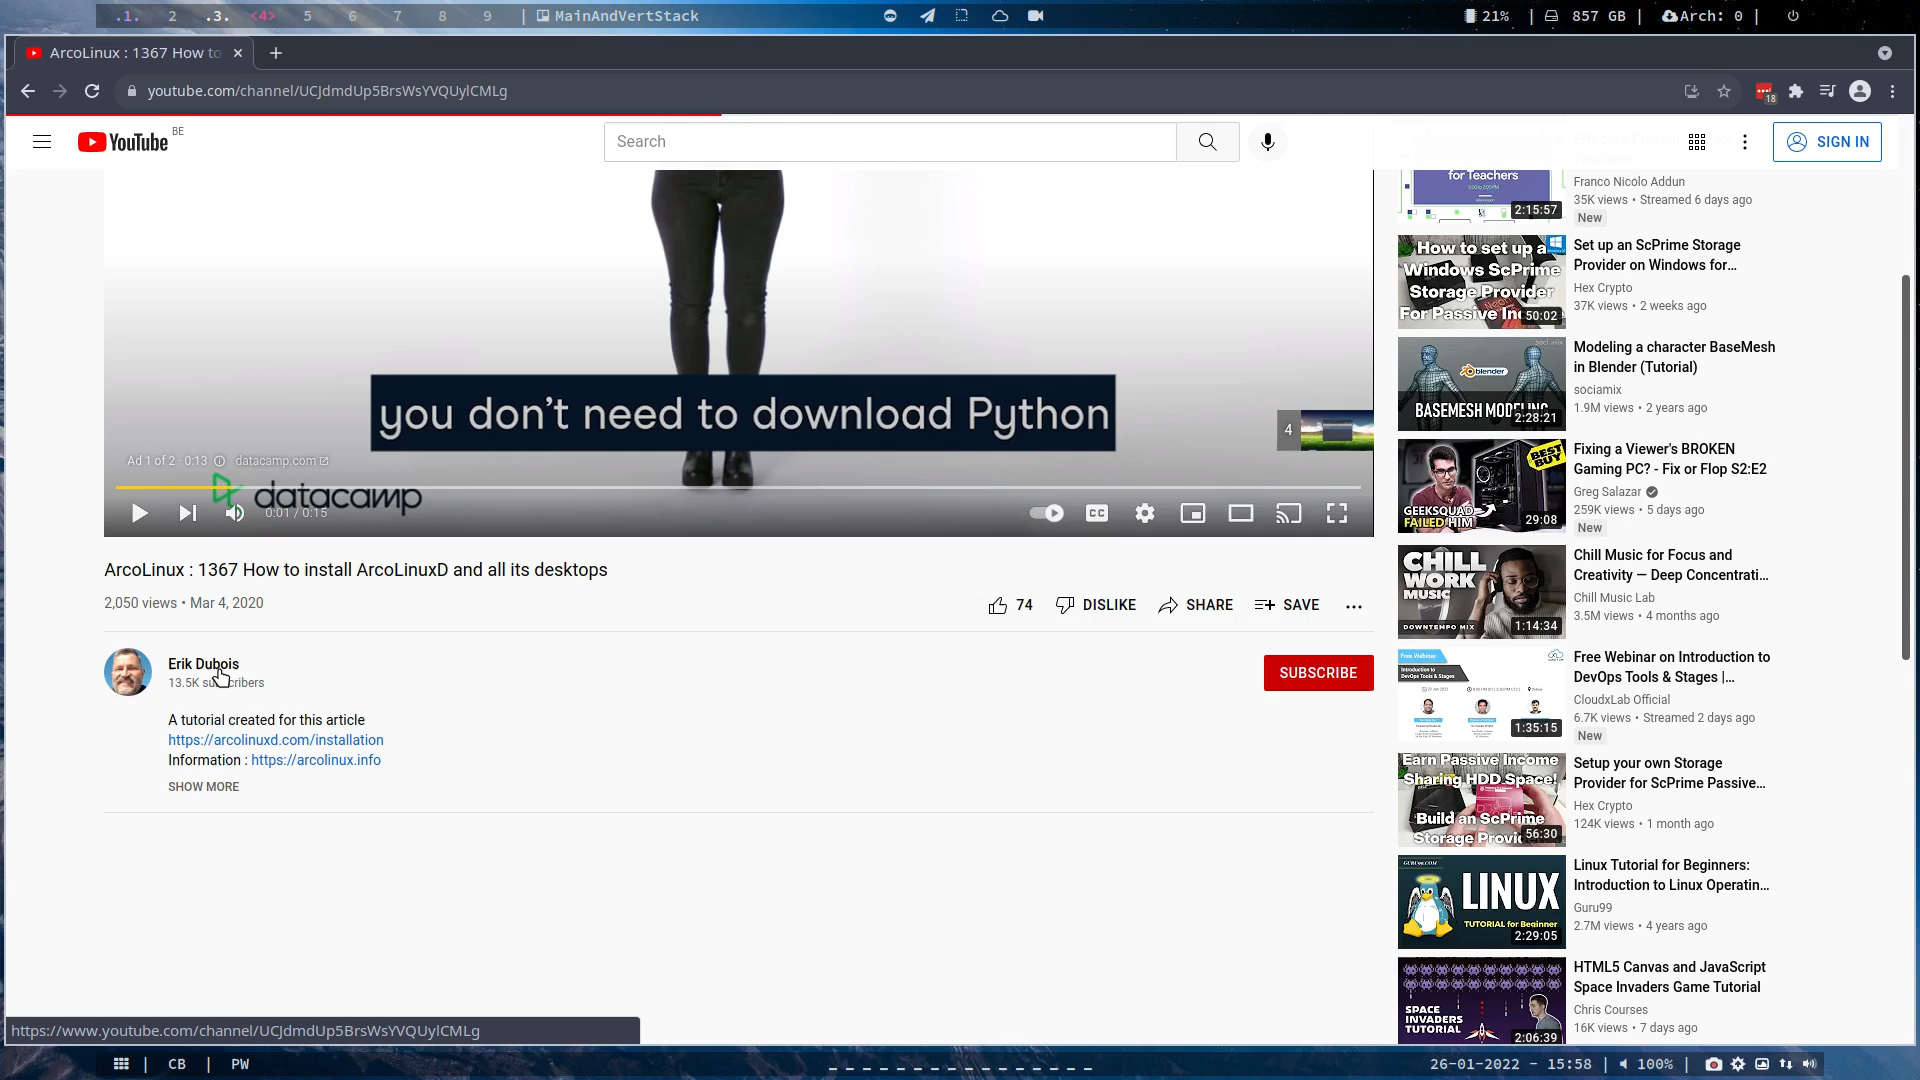 .1. 2 .3. <4> 5 6 7 8 9 | MainAndVertStack
21% | 857 GB | Arch: 0 |
ArcoLinux : 1367 How to
youtube.com/channel/UCJdmdUp5BrsWsYVQUylCMLg
18
YouTube BE
Search
SIGN IN
you don't need to download Python
4
Ad 1 of 2 · 0:13 datacamp.com
datacamp
0:01 / 0:15
CC
ArcoLinux : 1367 How to install ArcoLinuxD and all its desktops
2,050 views • Mar 4, 2020
74 DISLIKE SHARE SAVE ...
Erik Dubois
13.5K subscribers
SUBSCRIBE
A tutorial created for this article
https://arcolinuxd.com/installation
Information : https://arcolinux.info
SHOW MORE
for Teachers
2:15:57
Franco Nicolo Addun
35K views • Streamed 6 days ago
New
How to set up a
Windows ScPrime
Storage Provider
For Passive In
50:02
Set up an ScPrime Storage
Provider on Windows for...
Hex Crypto
37K views • 2 weeks ago
blender
BASEMESH MODELING
2:28:21
Modeling a character BaseMesh
in Blender (Tutorial)
sociamix
1.9M views • 2 years ago
BEST BUY
GEEKSQUAD
FAILED HIM
29:08
Fixing a Viewer's BROKEN
Gaming PC? - Fix or Flop S2:E2
Greg Salazar
259K views • 5 days ago
New
CHILL
WORK
MUSIC
DOWNTEMPO MIX
1:14:34
Chill Music for Focus and
Creativity — Deep Concentrati...
Chill Music Lab
3.5M views • 4 months ago
Free Webinar
Introduction to
DevOps Tools & Stages
1:35:15
Free Webinar on Introduction to
DevOps Tools & Stages |...
CloudxLab Official
6.7K views • Streamed 2 days ago
New
Earn Passive Income
Sharing HDD Space!
Build an ScPrime
Storage Provi
56:30
Setup your own Storage
Provider for ScPrime Passive...
Hex Crypto
124K views • 1 month ago
GURU99.COM
LINUX
TUTORIAL for Beginner
2:29:05
Linux Tutorial for Beginners:
Introduction to Linux Operatin...
Guru99
2.7M views • 4 years ago
SPACE
INVADERS
TUTORIAL
2:06:39
HTML5 Canvas and JavaScript
Space Invaders Game Tutorial
Chris Courses
16K views • 7 days ago
https://www.youtube.com/channel/UCJdmdUp5BrsWsYVQUylCMLg
| CB | PW
26-01-2022 - 15:58 | 100% |